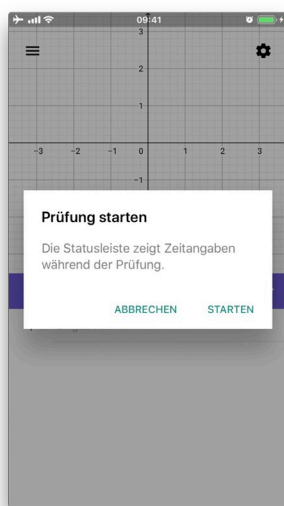 09:41
3
2
1
-3 -2 -1 0 1 2 3
-1
Prüfung starten
Die Statusleiste zeigt Zeitangaben
während der Prüfung.
ABBRECHEN STARTEN